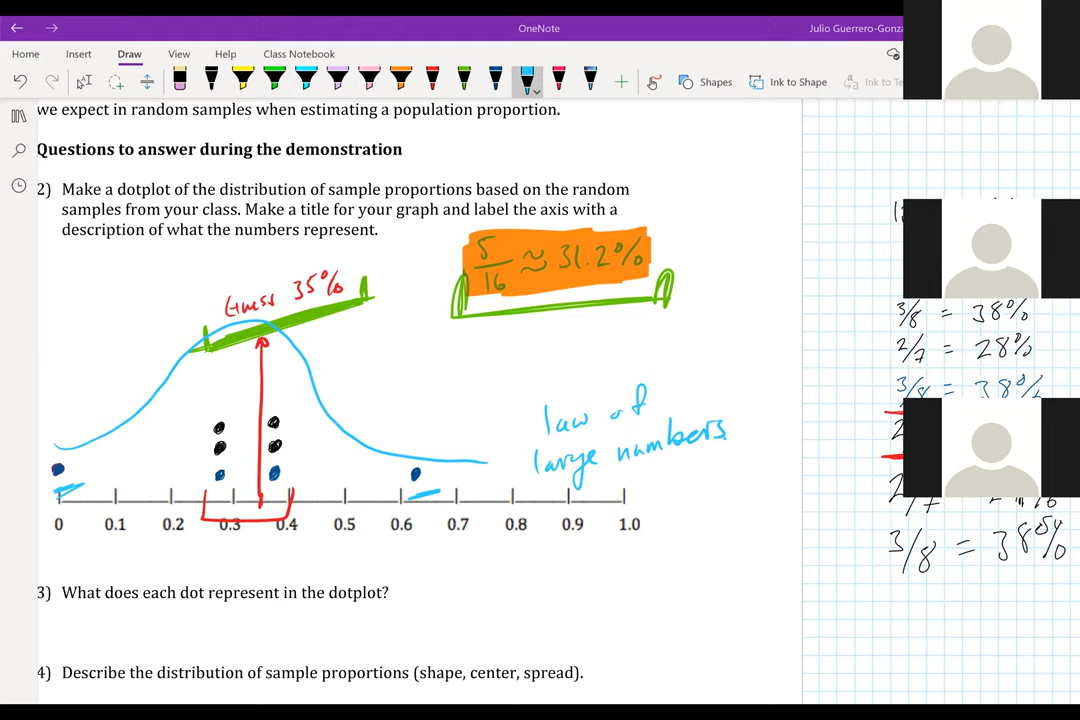 OneNote
Julio Guerrero-Gonza
Home Insert Draw View Help Class Notebook
Shapes Ink to Shape Ink to Te
we expect in random samples when estimating a population proportion.
Questions to answer during the demonstration
2) Make a dotplot of the distribution of sample proportions based on the random
samples from your class. Make a title for your graph and label the axis with a
description of what the numbers represent.
5/16 ≈ 31.2%
Guess 35%
3/8 = 38%
2/7 = 28%
3/8 = 38%
law of
large numbers
0 0.1 0.2 0.3 0.4 0.5 0.6 0.7 0.8 0.9 1.0
3/8 = 38%
3) What does each dot represent in the dotplot?
4) Describe the distribution of sample proportions (shape, center, spread).